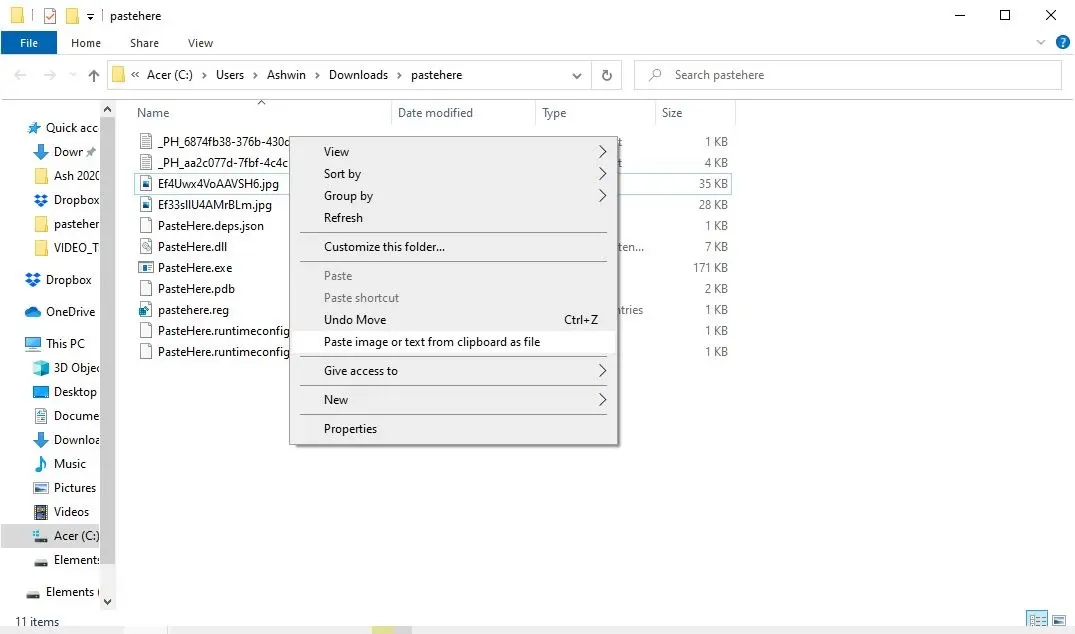 pastehere
File Home Share View
« Acer (C:) › Users › Ashwin › Downloads › pastehere
Search pastehere
Name Date modified Type Size
Quick acc
Down
Ash 2020
Dropbox
pasteher
VIDEO_T
Dropbox
OneDrive
This PC
3D Objec
Desktop
Docume
Downloa
Music
Pictures
Videos
Acer (C:)
Elements
Elements (
_PH_6874fb38-376b-430d 1 KB
_PH_aa2c077d-7fbf-4c4c 4 KB
Ef4Uwx4VoAAVSH6.jpg 35 KB
28 KB
PasteHere.deps.json 1 KB
PasteHere.dll ten... 7 KB
PasteHere.exe 171 KB
PasteHere.pdb 2 KB
pastehere.reg ntries 1 KB
PasteHere.runtimeconfig 1 KB
PasteHere.runtimeconfig 1 KB
View
Sort by
Group by
Refresh
Customize this folder...
Paste
Paste shortcut
Undo Move Ctrl+Z
Paste image or text from clipboard as file
Give access to
New
Properties
11 items